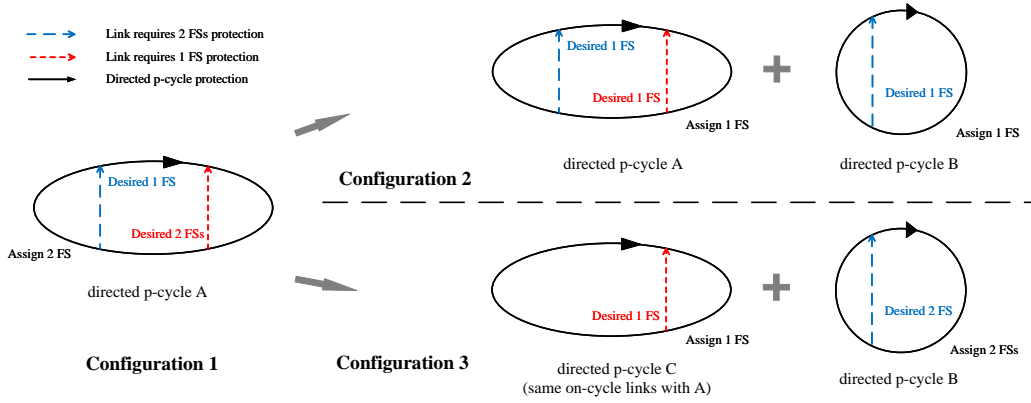 Link requires 2 FSs protection
Link requires 1 FS protection
Directed p-cycle protection
Desired 1 FS
Desired 2 FSs
Assign 2 FS
directed p-cycle A
Configuration 1
Desired 1 FS
Desired 1 FS
Assign 1 FS
directed p-cycle A
Desired 1 FS
Assign 1 FS
directed p-cycle B
Configuration 2
Desired 1 FS
Assign 1 FS
directed p-cycle C
(same on-cycle links with A)
Desired 2 FS
Assign 2 FSs
directed p-cycle B
Configuration 3